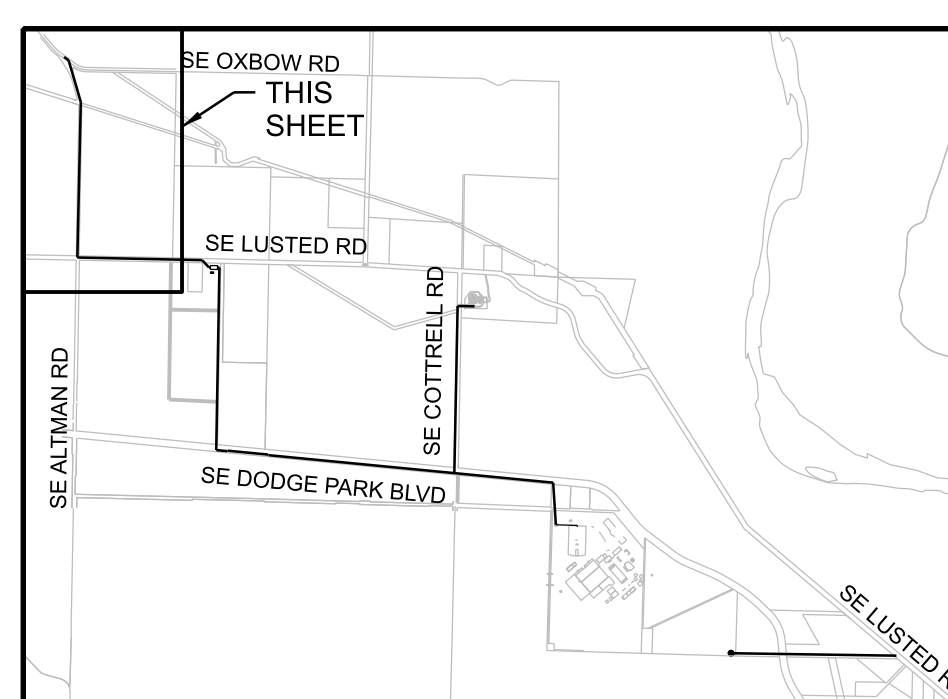 SE OXBOW RD
THIS
SHEET
SE LUSTED RD
SE COTTRELL RD
SE ALTMAN RD
SE DODGE PARK BLVD
SE LUSTED R